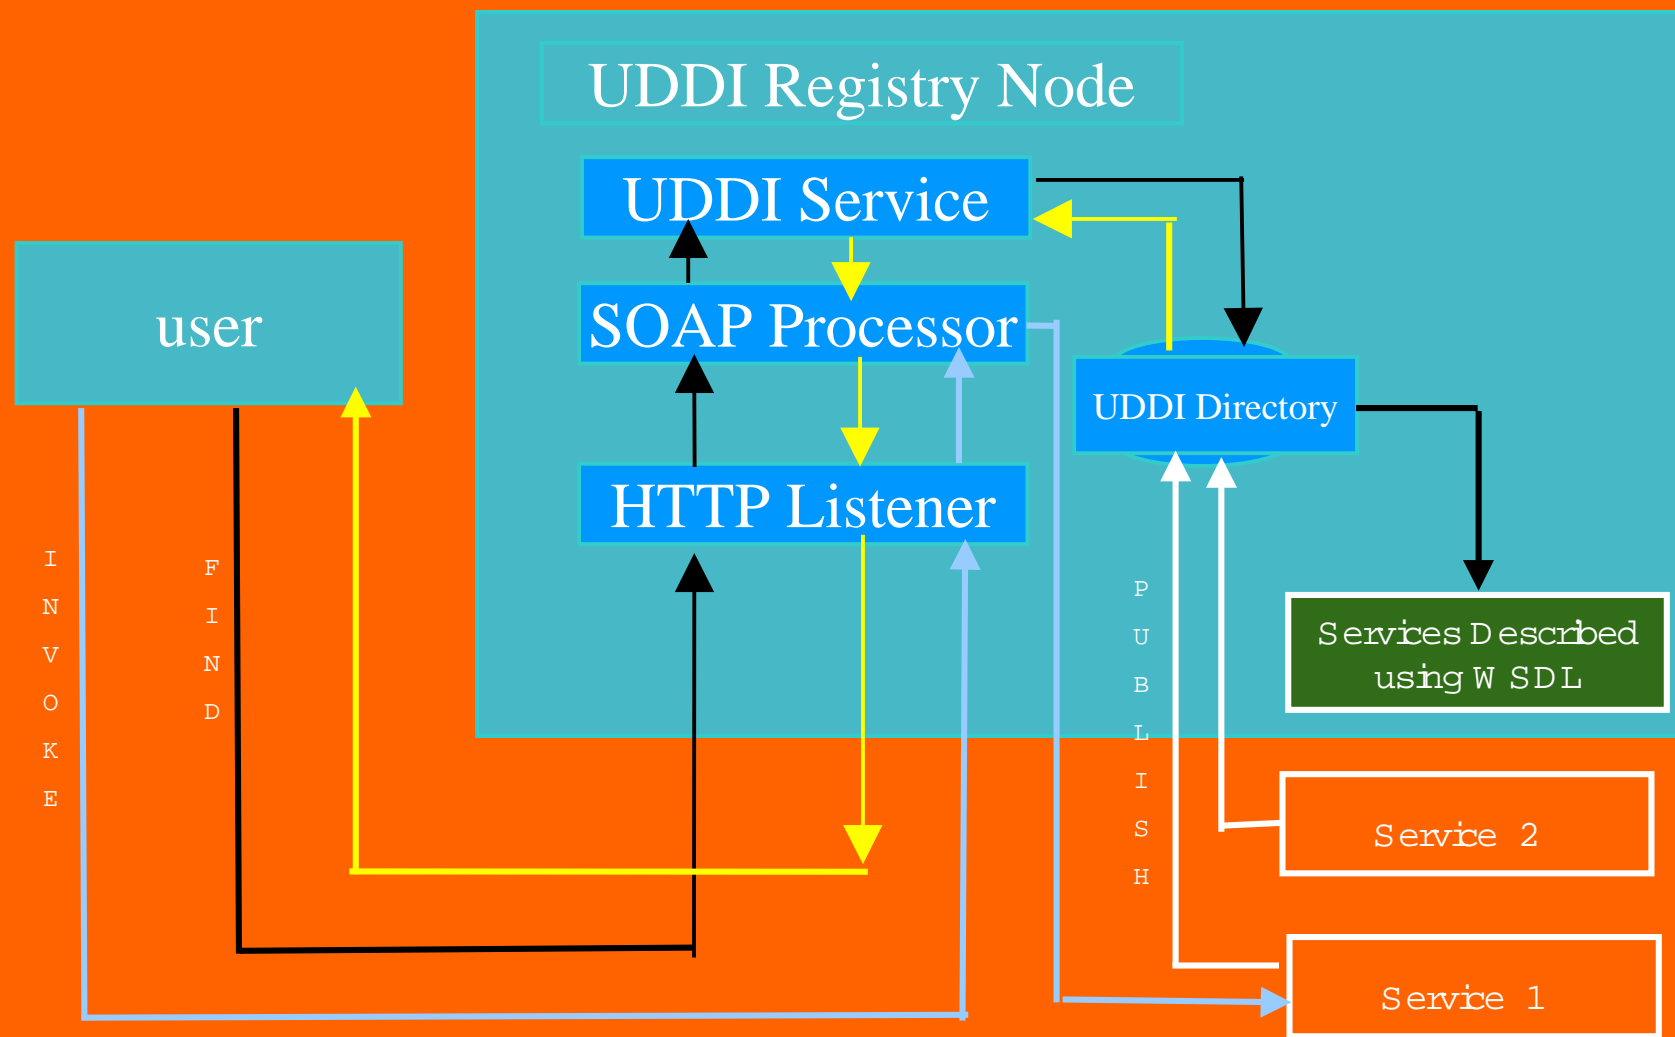 UDDI Registry Node
UDDI Service
user
SOAP Processor
UDDI Directory
HTTP Listener
INVOKE
FIND
PUBLISH
Services Described
using WSDL
Service 2
Service 1